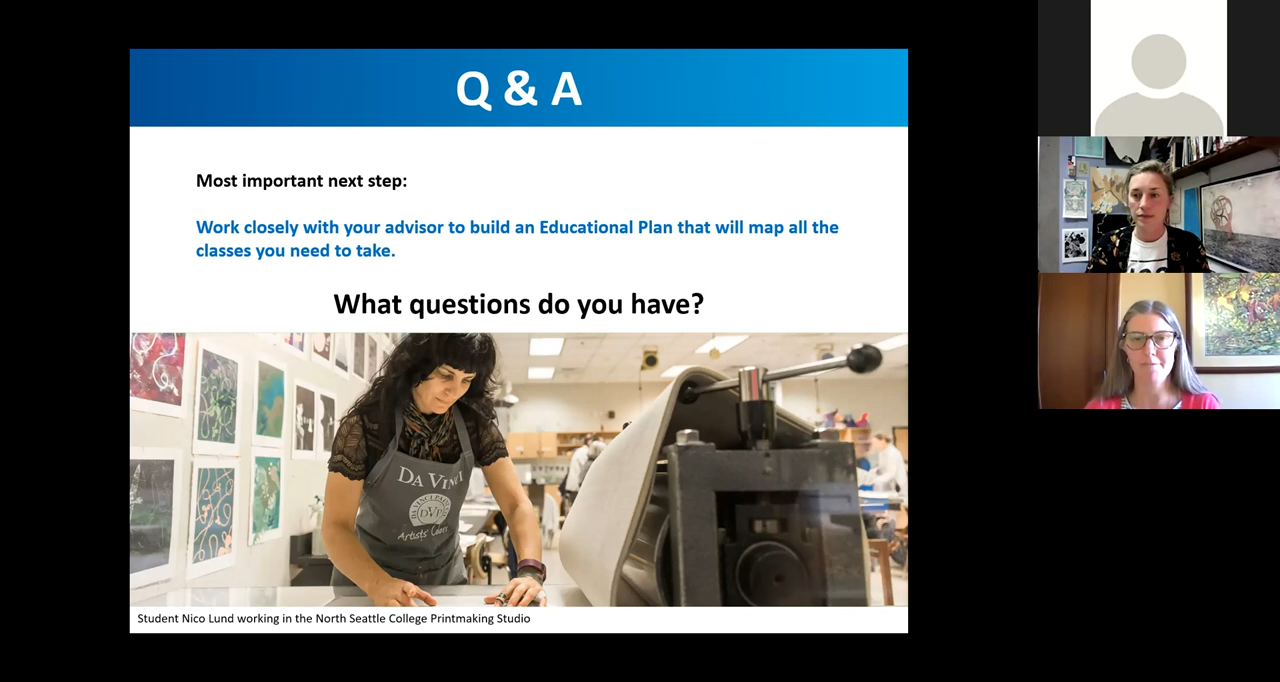 Q & A
Most important next step:
Work closely with your advisor to build an Educational Plan that will map all the
classes you need to take.
What questions do you have?
DA VINCI
DVP
Artists' Colors
Student Nico Lund working in the North Seattle College Printmaking Studio